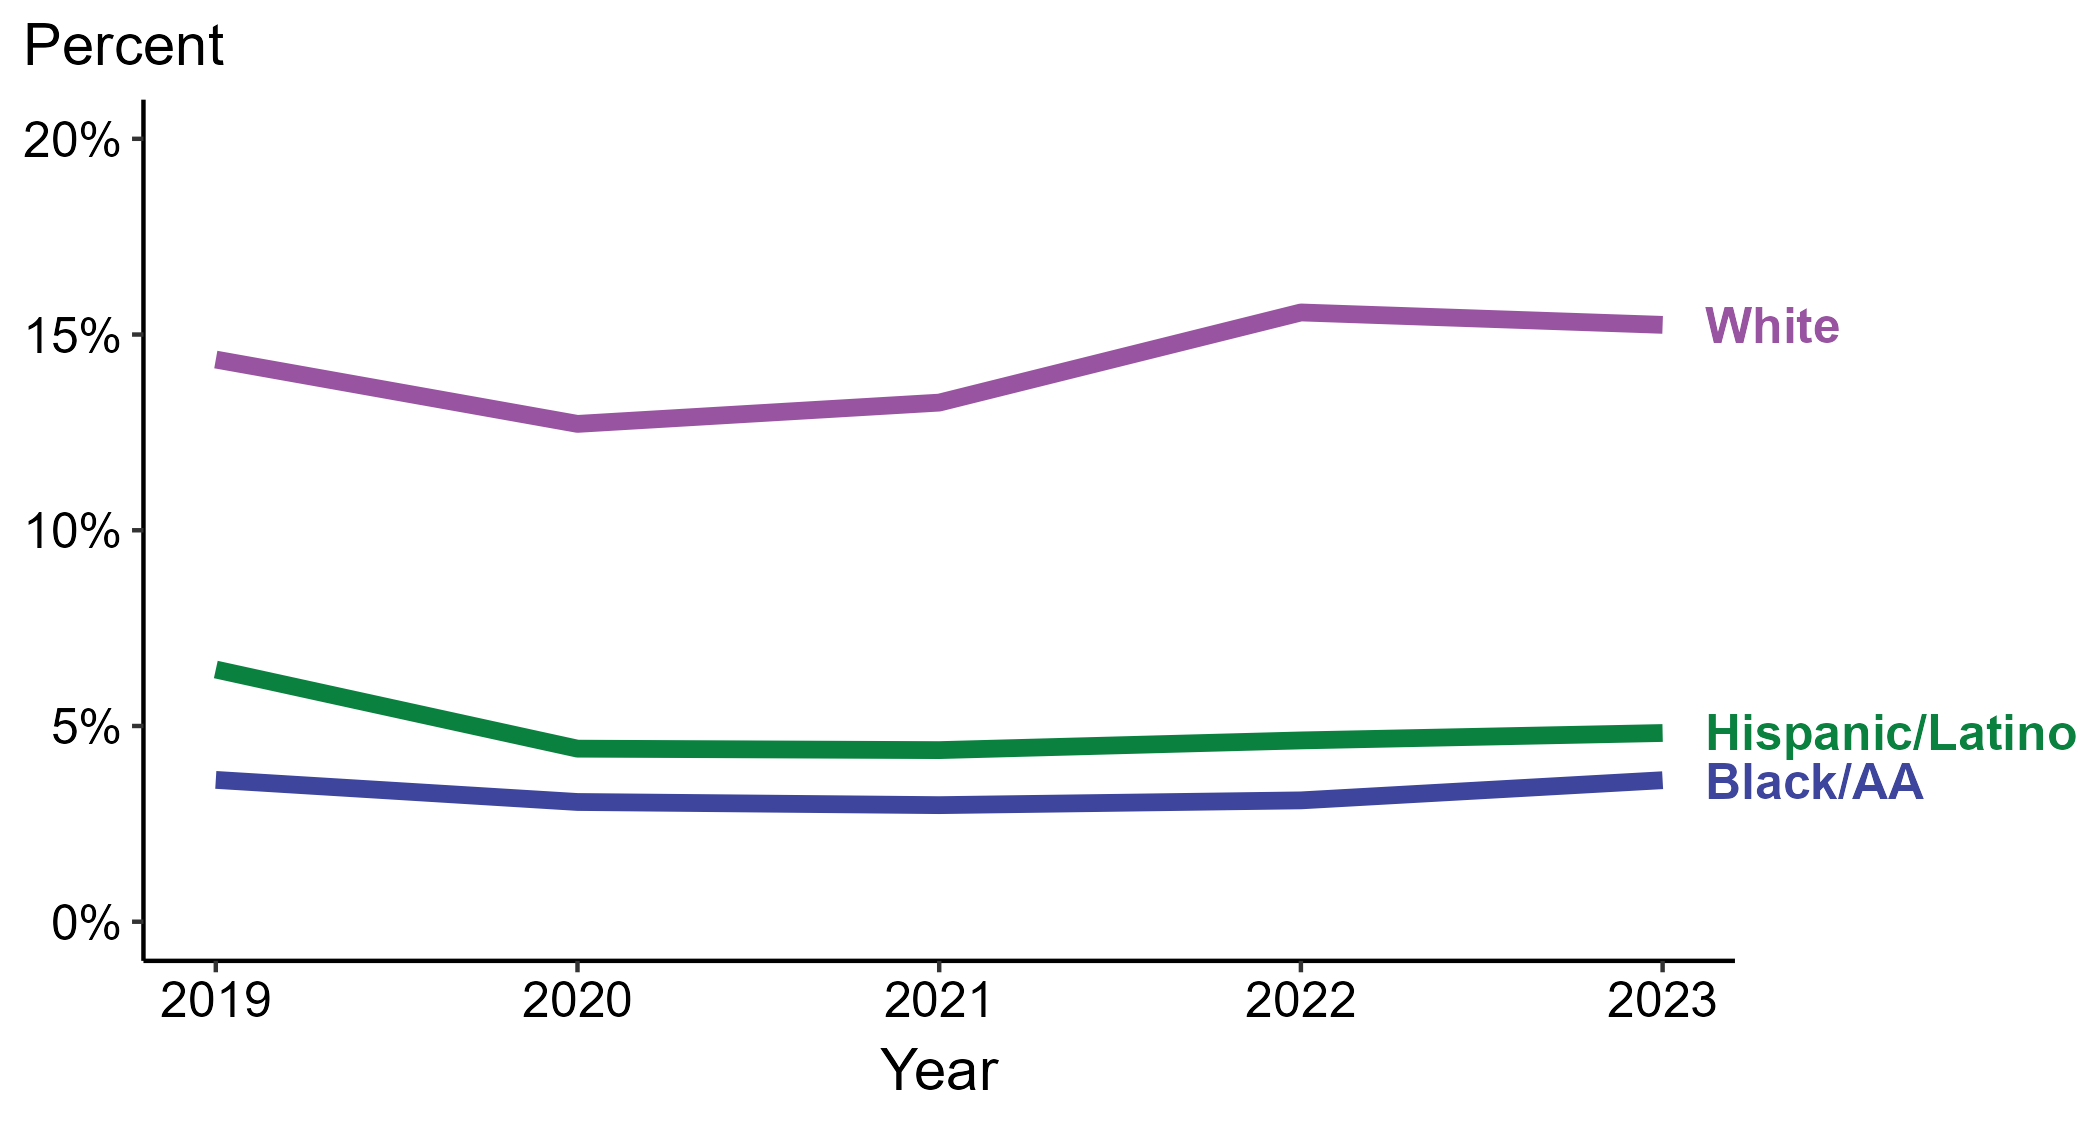 Percent
20%
15%
10%
5%
0%
White
Hispanic/Latino
Black/AA
2019 2020 2021 2022 2023
Year